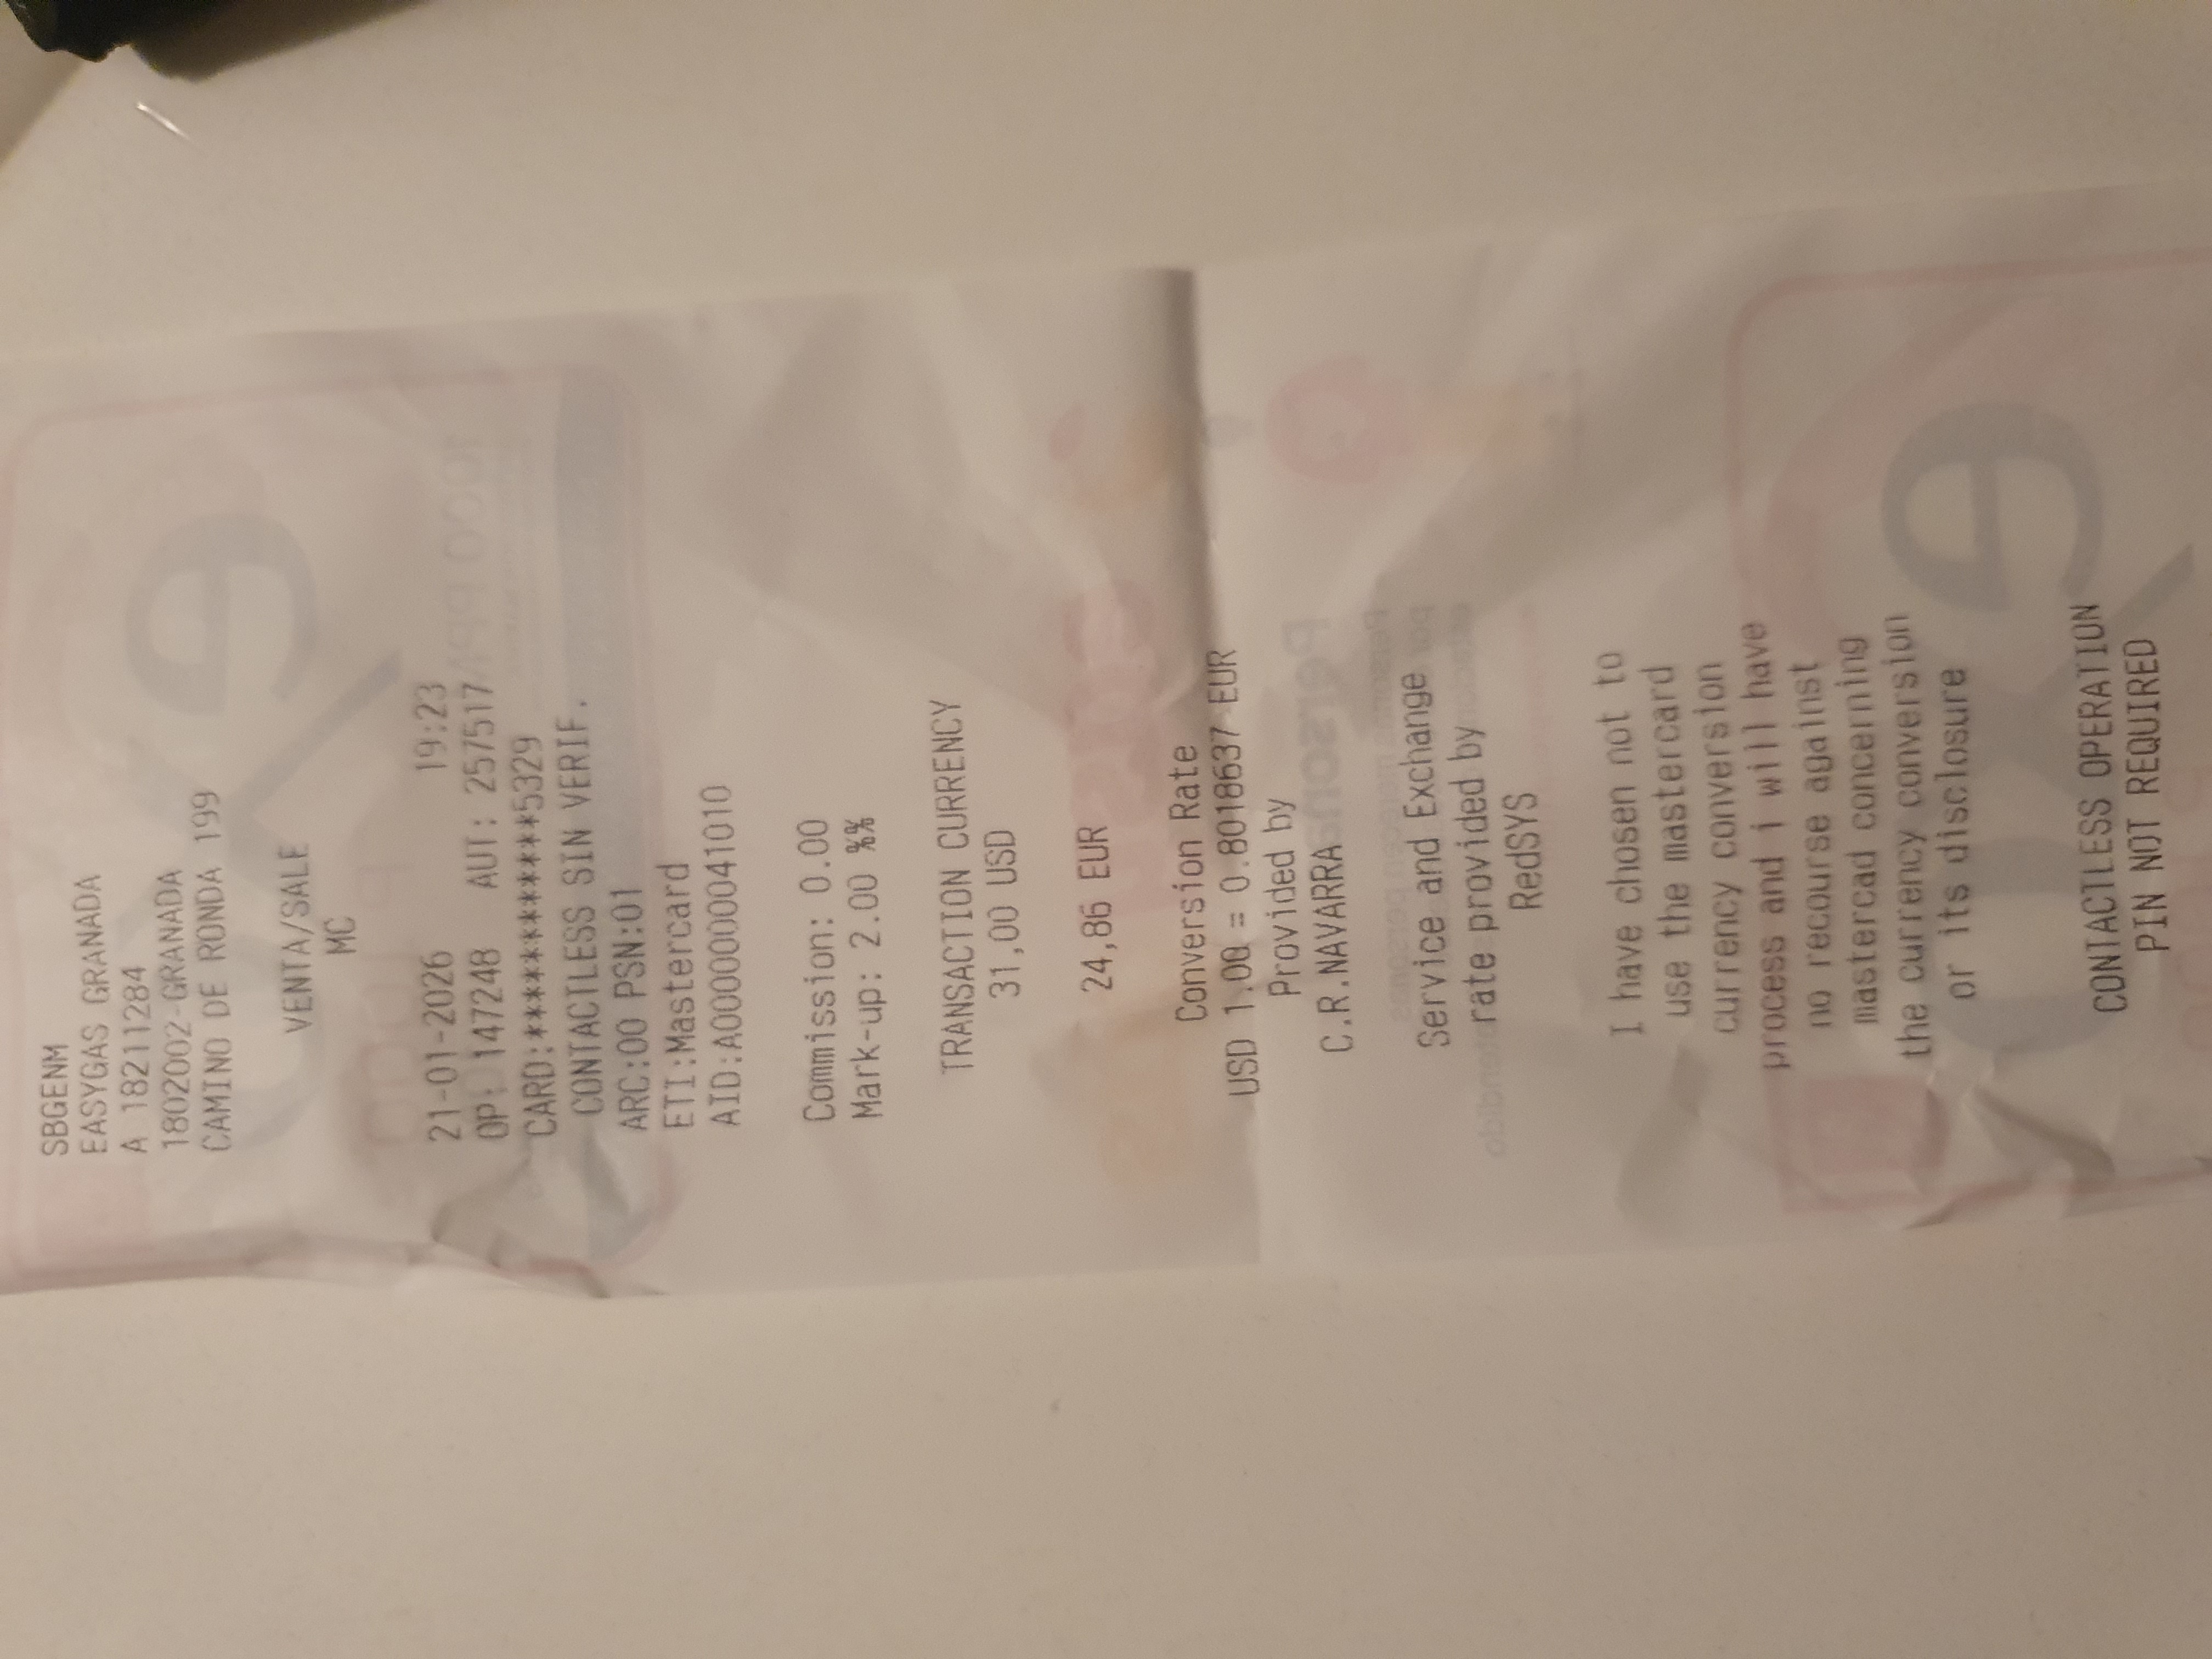 SBGENM
EASYGAS GRANADA
A 18211284
1802002-GRANADA
CAMINO DE RONDA 199
VENTA/SALE
MC
21-01-2026 19:23
OP: 147248 AUT: 257517
CARD:************5329
CONTACTLESS SIN VERIF.
ARC:00 PSN:01
ETI:Mastercard
AID:A0000000041010
Commission: 0.00
Mark-up: 2.00 %%
TRANSACTION CURRENCY
31,00 USD
24,86 EUR
Conversion Rate
USD 1.00 = 0.8018637 EUR
Provided by
C.R.NAVARRA
Service and Exchange
rate provided by
RedSYS
I have chosen not to
use the mastercard
currency conversion
process and i will have
no recourse against
mastercad concerning
the currency conversion
or its disclosure
CONTACTLESS OPERATION
PIN NOT REQUIRED